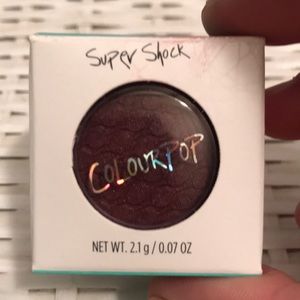 Super Shock
COLOURPOP
NET WT. 2.1 g / 0.07 OZ